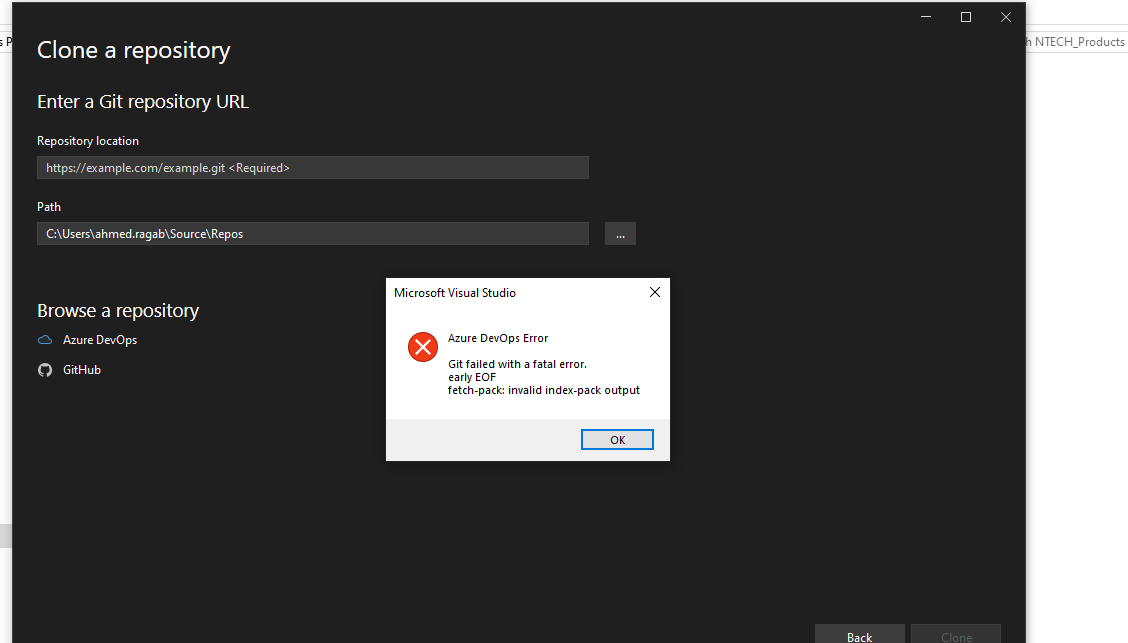 Clone a repository
NTECH_Products
Enter a Git repository URL
Repository location
https://example.com/example.git <Required>
Path
C:\Users\ahmed.ragab\Source\Repos
...
Browse a repository
Azure DevOps
GitHub
Microsoft Visual Studio
Azure DevOps Error
Git failed with a fatal error.
early EOF
fetch-pack: invalid index-pack output
OK
Back
Clone